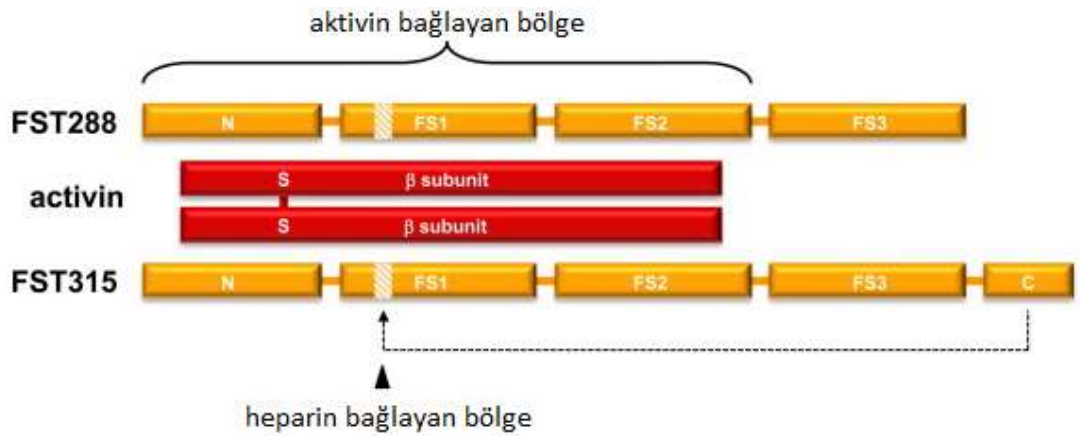 aktivin bağlayan bölge
FST288 N FS1 FS2 FS3
S β subunit
activin
S β subunit
FST315 N FS1 FS2 FS3 C
heparin bağlayan bölge